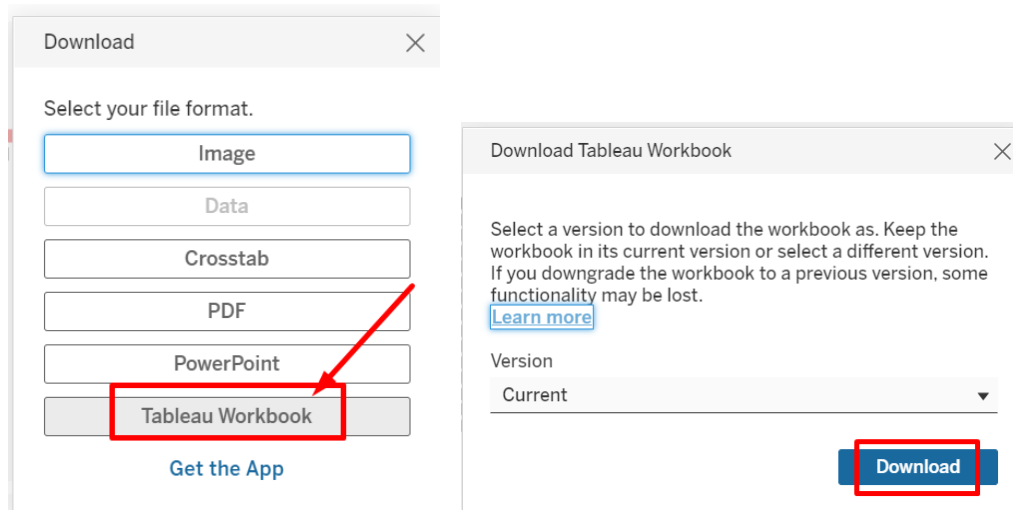 Download
Select your file format.
Image
Data
Crosstab
PDF
PowerPoint
Tableau Workbook
Get the App
Download Tableau Workbook
Select a version to download the workbook as. Keep the
workbook in its current version or select a different version.
If you downgrade the workbook to a previous version, some
functionality may be lost.
Learn more
Version
Current
Download